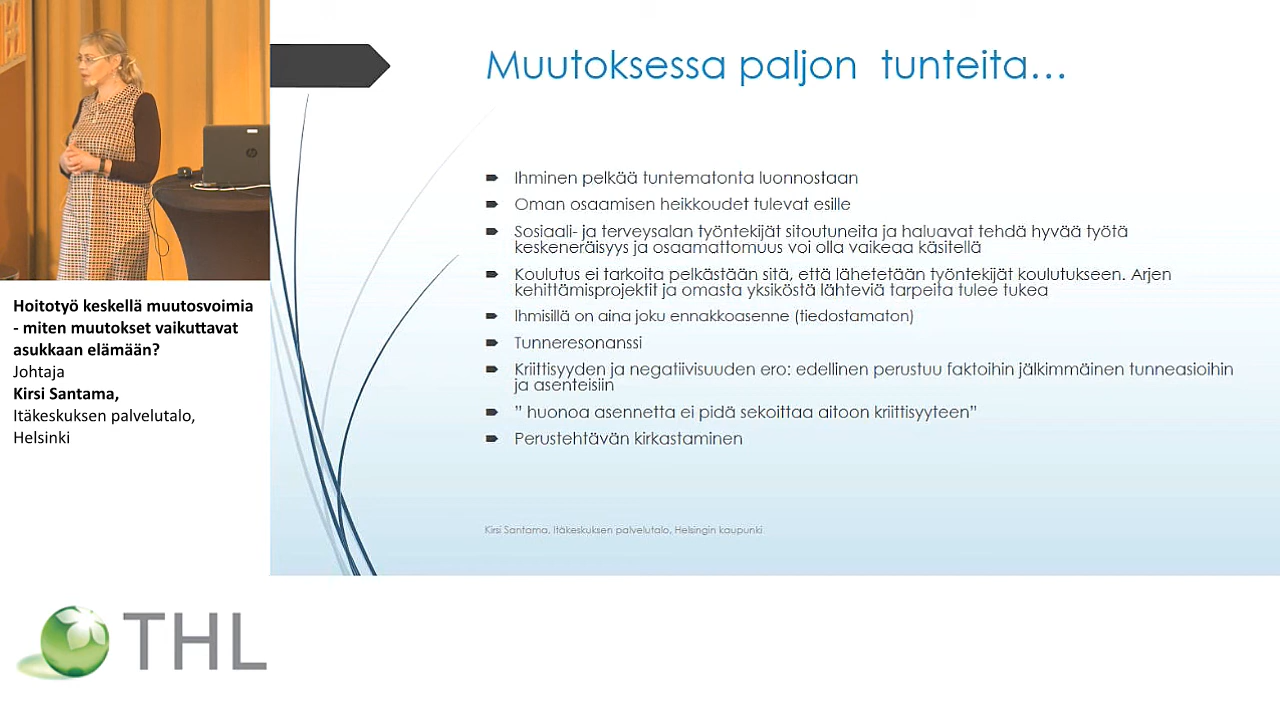 Muutoksessa paljon tunteita...
Ihminen pelkää tuntematonta luonnostaan
Oman osaamisen heikkoudet tulevat esille
Sosiaali- ja terveysalan työntekijät sitoutuneita ja haluavat tehdä hyvää työtä
keskeneräisyys ja osaamattomuus voi olla vaikeaa käsitellä
Koulutus ei tarkoita pelkästään sitä, että lähetetään työntekijät koulutukseen. Arjen
kehittämisprojektit ja omasta yksiköstä lähteviä tarpeita tulee tukea
Ihmisillä on aina joku ennakkoasenne (tiedostamaton)
Tunneresonanssi
Kriittisyyden ja negatiivisuuden ero: edellinen perustuu faktoihin jälkimmäinen tunneasioihin
ja asenteisiin
" huonoa asennetta ei pidä sekoittaa aitoon kriittisyyteen"
Perustehtävän kirkastaminen
Kirsi Santama, Itäkeskuksen palvelutalo, Helsingin kaupunki
Hoitotyö keskellä muutosvoimia
- miten muutokset vaikuttavat
asukkaan elämään?
Johtaja
Kirsi Santama,
Itäkeskuksen palvelutalo,
Helsinki
THL
hp